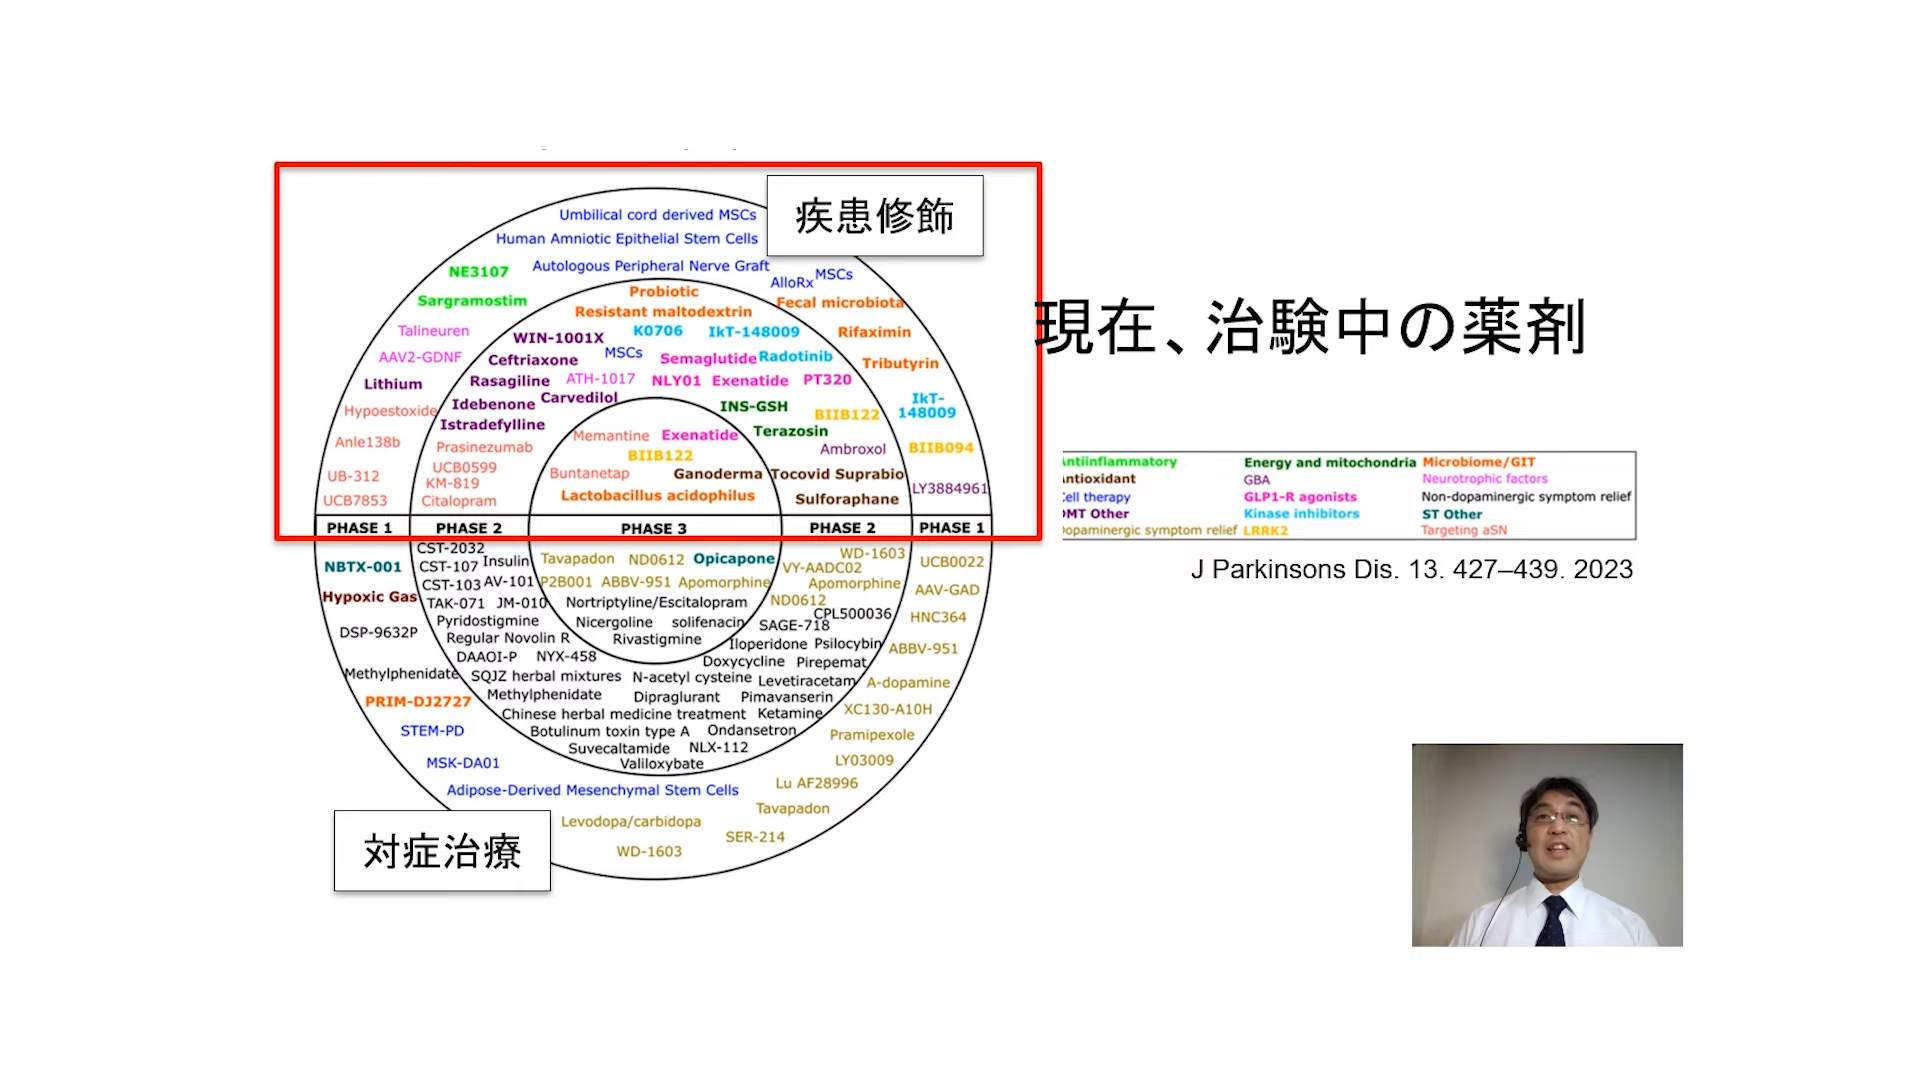 疾患修飾
Umbilical cord derived MSCs
Human Amniotic Epithelial Stem Cells
NE3107
Autologous Peripheral Nerve Graft
AlloRx
MSCs
Sargramostim
Probiotic
Fecal microbiota
Resistant maltodextrin
Talineuren
WIN-1001X
K0706
IkT-148009
Rifaximin
AAV2-GDNF
Ceftriaxone
MSCs
Semaglutide
Radotinib
Tributyrin
Lithium
Rasagiline
ATH-1017
NLY01
Exenatide
PT320
Hypoestoxide
Idebenone
Carvedilol
INS-GSH
BIIB122
IkT-
148009
Istradefylline
Terazosin
Anle138b
Prasinezumab
Memantine
Exenatide
Ambroxol
BIIB094
BIIB122
UB-312
UCB0599
Buntanetap
Ganoderma
Tocovid Suprabio
KM-819
LY3884961
UCB7853
Citalopram
Lactobacillus acidophilus
Sulforaphane
PHASE 1
PHASE 2
PHASE 3
PHASE 2
PHASE 1
CST-2032
NBTX-001
CST-107
Insulin
Tavapadon
ND0612
Opicapone
WD-1603
VY-AADC02
UCB0022
CST-103
AV-101
P2B001
ABBV-951
Apomorphine
Apomorphine
AAV-GAD
Hypoxic Gas
TAK-071
JM-010
Nortriptyline/Escitalopram
ND0612
CPL500036
HNC364
DSP-9632P
Pyridostigmine
Nicergoline
solifenacin
SAGE-718
Regular Novolin R
Rivastigmine
Iloperidone
Psilocybin
ABBV-951
DAAOI-P
NYX-458
Doxycycline
Pirepemat
Methylphenidate
SQJZ herbal mixtures
N-acetyl cysteine
Levetiracetam
A-dopamine
PRIM-DJ2727
Methylphenidate
Dipraglurant
Pimavanserin
XC130-A10H
Chinese herbal medicine treatment
Ketamine
STEM-PD
Botulinum toxin type A
Ondansetron
Pramipexole
Suvecaltamide
NLX-112
MSK-DA01
Valiloxybate
LY03009
Adipose-Derived Mesenchymal Stem Cells
Lu AF28996
Tavapadon
Levodopa/carbidopa
SER-214
WD-1603
対症治療
現在、治験中の薬剤
Antiinflammatory
Energy and mitochondria
Microbiome/GIT
Antioxidant
GBA
Neurotrophic factors
Cell therapy
GLP1-R agonists
Non-dopaminergic symptom relief
DMT Other
Kinase inhibitors
ST Other
Dopaminergic symptom relief
LRRK2
Targeting aSN
J Parkinsons Dis. 13. 427–439. 2023